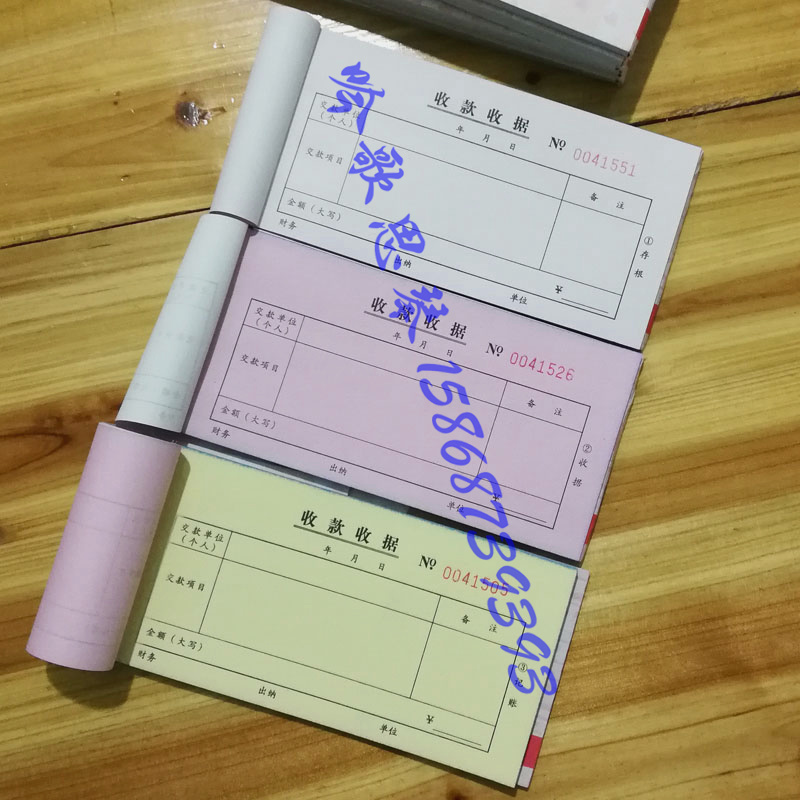 收款收据
年 月 日 № 0041551
交款单位
(个人)
备 注
交款项目
金额(大写)
财务
出纳
单位
¥
①存根
收款收据
年 月 日 № 0041526
交款单位
(个人)
备 注
交款项目
金额(大写)
财务
出纳
单位
¥
②收据
收款收据
年 月 日 № 0041505
交款单位
(个人)
备 注
交款项目
金额(大写)
财务
出纳
单位
¥
③记账
15868739393